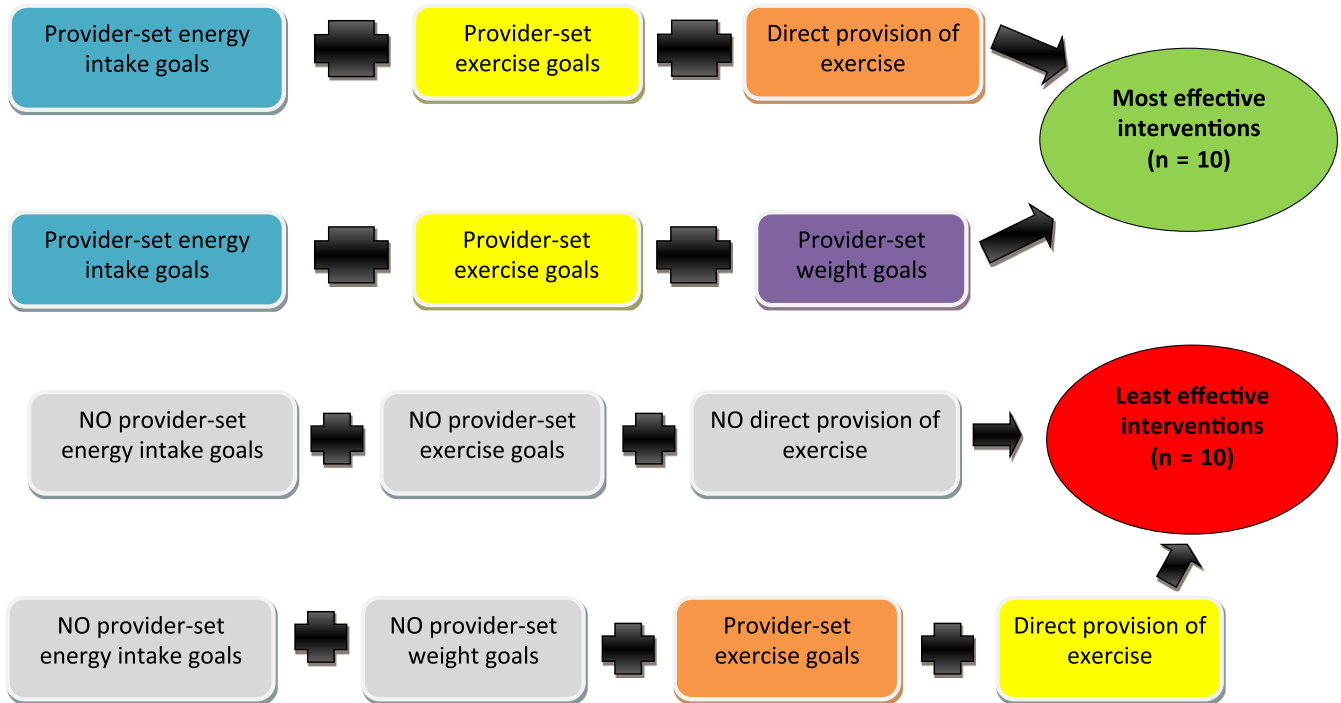 Provider-set energy
intake goals
Provider-set
exercise goals
Direct provision of
exercise
Most effective
interventions
(n = 10)
Provider-set energy
intake goals
Provider-set
exercise goals
Provider-set
weight goals
NO provider-set
energy intake goals
NO provider-set
exercise goals
NO direct provision of
exercise
Least effective
interventions
(n = 10)
NO provider-set
energy intake goals
NO provider-set
weight goals
Provider-set
exercise goals
Direct provision of
exercise